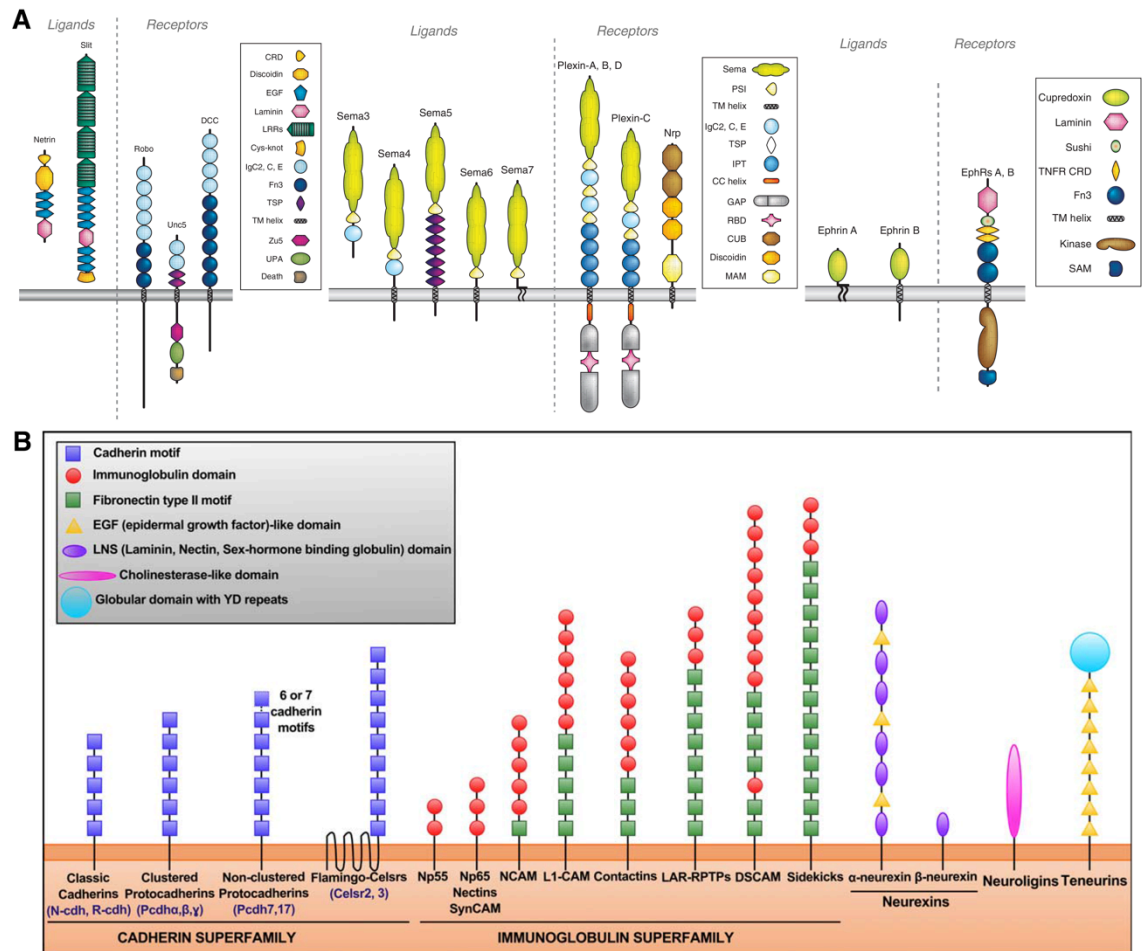 A
Ligands
Receptors
Slit
Netrin
Robo
Unc5
DCC
CRD
Discoidin
EGF
Laminin
LRRs
Cys-knot
IgC2, C, E
Fn3
TSP
TM helix
Zu5
UPA
Death
Ligands
Receptors
Sema3
Sema4
Sema5
Sema6
Sema7
Plexin-A, B, D
Plexin-C
Nrp
Sema
PSI
TM helix
IgC2, C, E
TSP
IPT
CC helix
GAP
RBD
CUB
Discoidin
MAM
Ligands
Receptors
Ephrin A
Ephrin B
EphRs A, B
Cupredoxin
Laminin
Sushi
TNFR CRD
Fn3
TM helix
Kinase
SAM
B
Cadherin motif
Immunoglobulin domain
Fibronectin type II motif
EGF (epidermal growth factor)-like domain
LNS (Laminin, Nectin, Sex-hormone binding globulin) domain
Cholinesterase-like domain
Globular domain with YD repeats
6 or 7
cadherin
motifs
Classic
Cadherins
(N-cdh, R-cdh)
Clustered
Protocadherins
(Pcdhα,β,ɣ)
Non-clustered
Protocadherins
(Pcdh7,17)
Flamingo-Celsrs
(Celsr2, 3)
CADHERIN SUPERFAMILY
Np55
Np65
Nectins
SynCAM
NCAM
L1-CAM
Contactins
LAR-RPTPs
DSCAM
Sidekicks
IMMUNOGLOBULIN SUPERFAMILY
α-neurexin
β-neurexin
Neurexins
Neuroligins
Teneurins